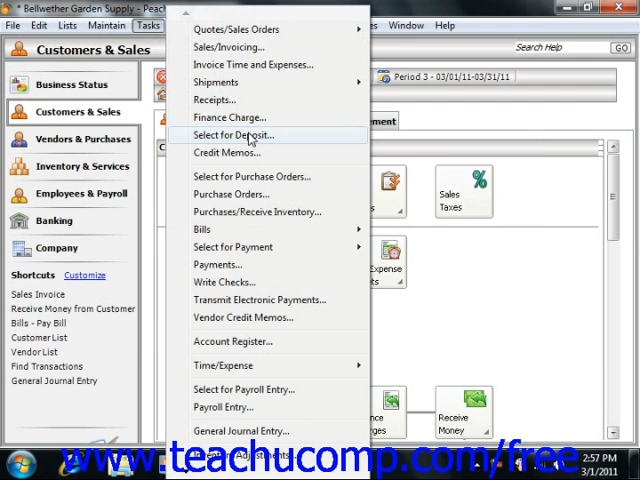 * Bellwether Garden Supply - Peach
File Edit Lists Maintenance Tasks Window Help
Customers & Sales
Search Help GO
Business Status
Customers & Sales
Vendors & Purchases
Inventory & Services
Employees & Payroll
Banking
Company
Shortcuts Customize
Sales Invoice
Receive Money from Customer
Bills - Pay Bill
Customer List
Vendor List
Find Transactions
General Journal Entry
Quotes/Sales Orders
Sales/Invoicing...
Invoice Time and Expenses...
Shipments
Receipts...
Finance Charge...
Select for Deposit...
Credit Memos...
Select for Purchase Orders...
Purchase Orders...
Purchases/Receive Inventory...
Bills
Select for Payment
Payments...
Write Checks...
Transmit Electronic Payments...
Vendor Credit Memos...
Account Register...
Time/Expense
Select for Payroll Entry...
Payroll Entry...
General Journal Entry...
Inventory Adjustments...
Period 3 - 03/01/11-03/31/11
ement
Sales
Taxes
Expense
s
nce
arges
Receive
Money
www.teachucomp.com/free
2:57 PM
3/1/2011